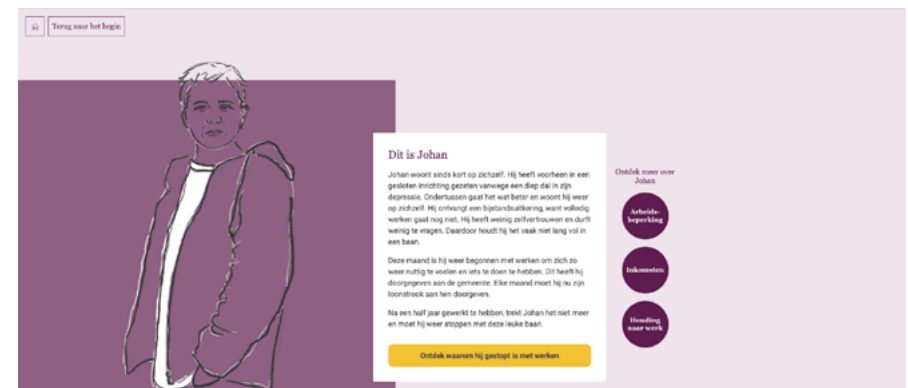 Terug naar het begin
Dit is Johan
Johan woont sinds kort op zichzelf. Hij heeft voorheen in een
gesloten inrichting gezeten vanwege een diep dal in zijn
depressie. Ondertussen gaat het wat beter en woont hij weer
op zichzelf. Hij ontvangt een bijstandsuitkering, want volledig
werken gaat nog niet. Hij heeft weinig zelfvertrouwen en durft
weinig te vragen. Daardoor houdt hij het vaak niet lang vol in
een baan.
Deze maand is hij weer begonnen met werken om zich zo
weer nuttig te voelen en iets te doen te hebben. Dit heeft hij
doorgegeven aan de gemeente. Elke maand moet hij nu zijn
loonstrook aan hen doorgeven.
Na een half jaar gewerkt te hebben, trekt Johan het niet meer
en moet hij weer stoppen met deze leuke baan.
Ontdek waarom hij gestopt is met werken
Ontdek meer over
Johan
Arbeids-
beperking
Inkomsten
Houding
naar werk